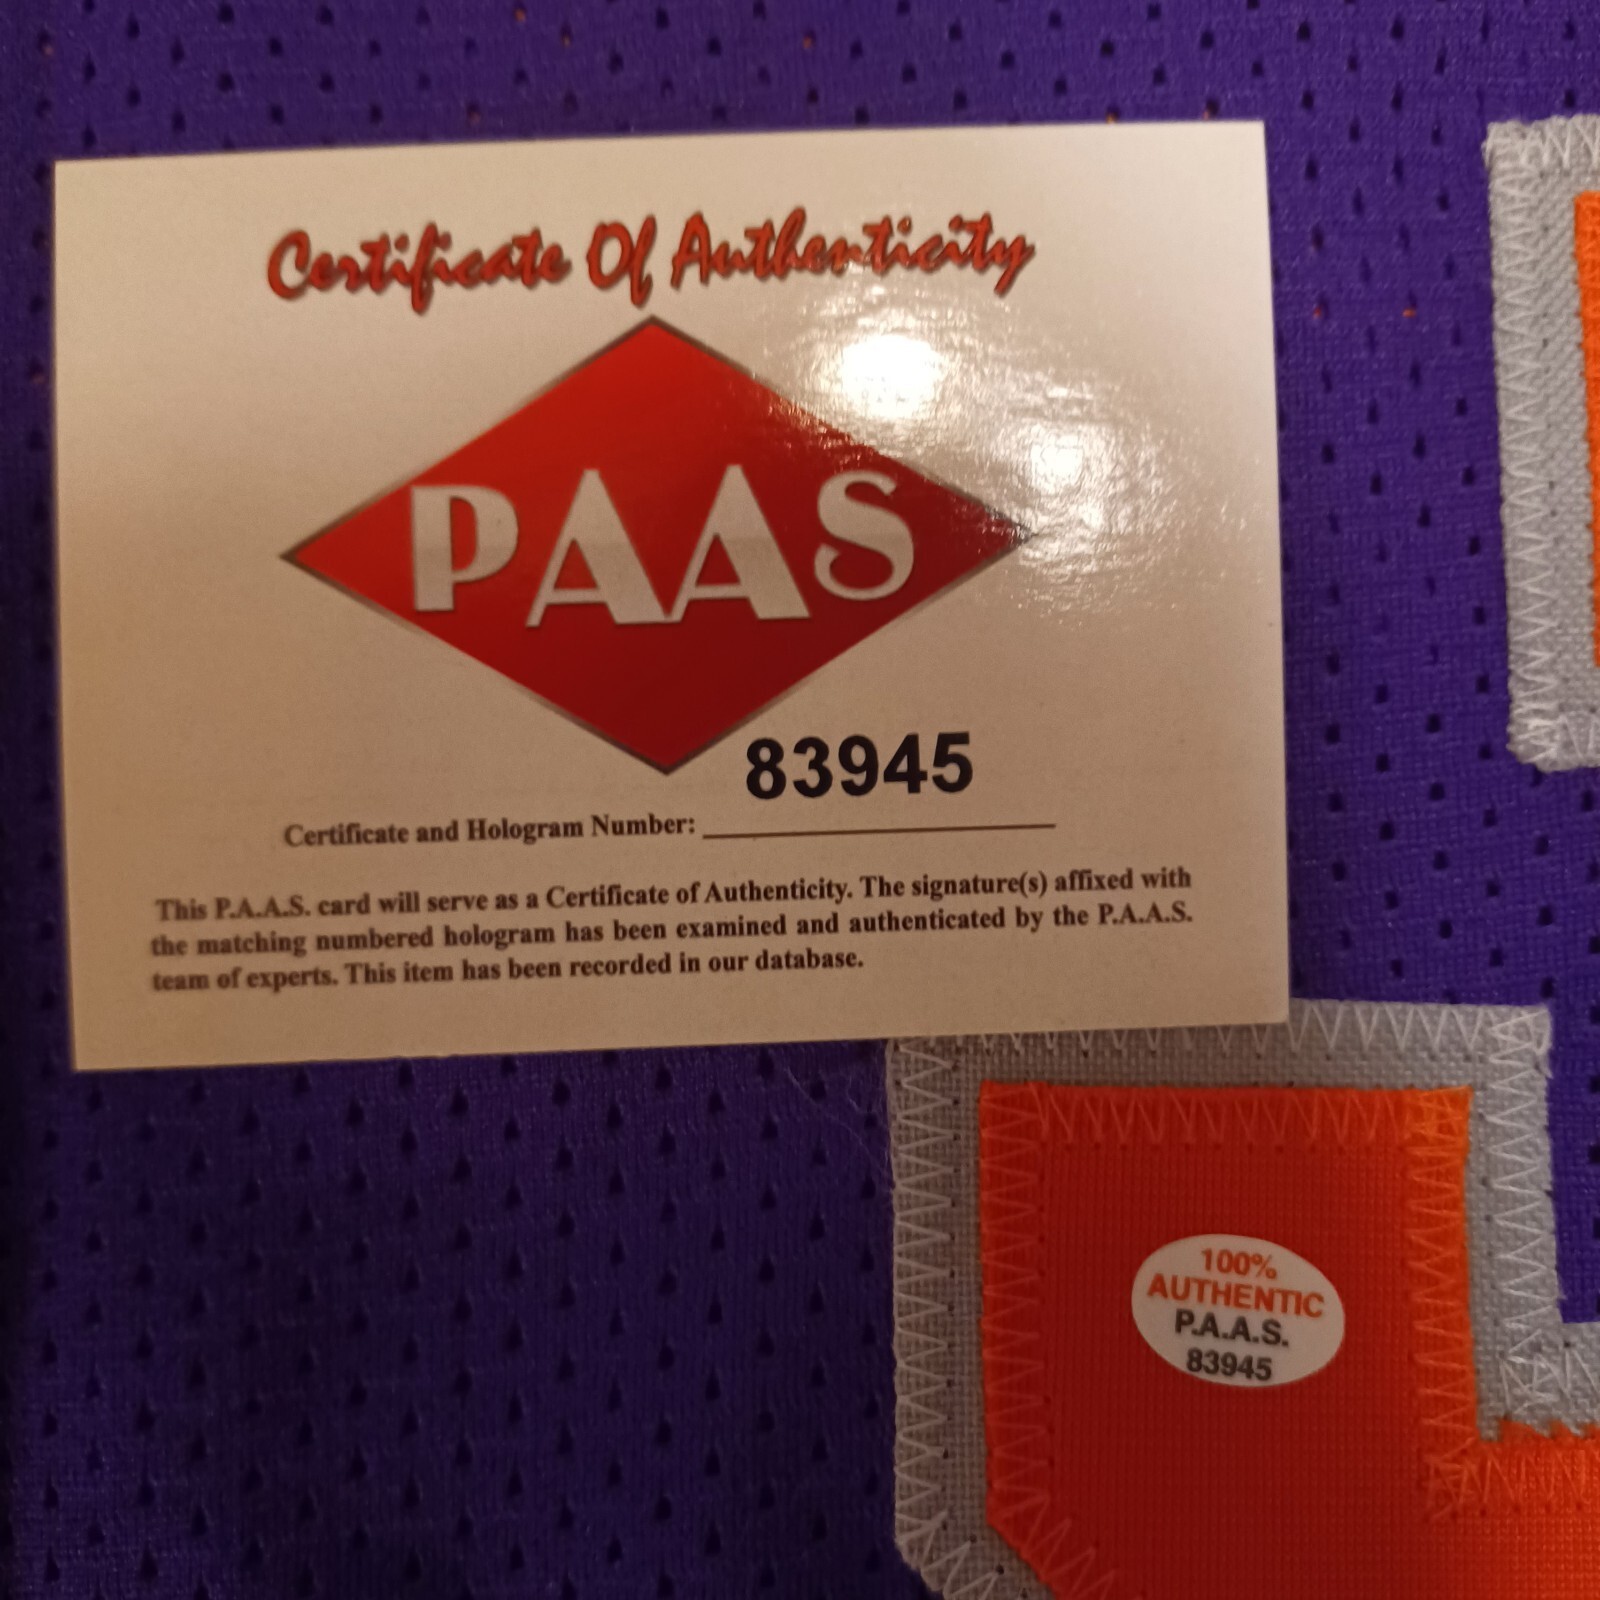 Certificate Of Authenticity
PAAS
83945
Certificate and Hologram Number:
This P.A.A.S. card will serve as a Certificate of Authenticity. The signature(s) affixed with
the matching numbered hologram has been examined and authenticated by the P.A.A.S.
team of experts. This item has been recorded in our database.
100%
AUTHENTIC
P.A.A.S.
83945